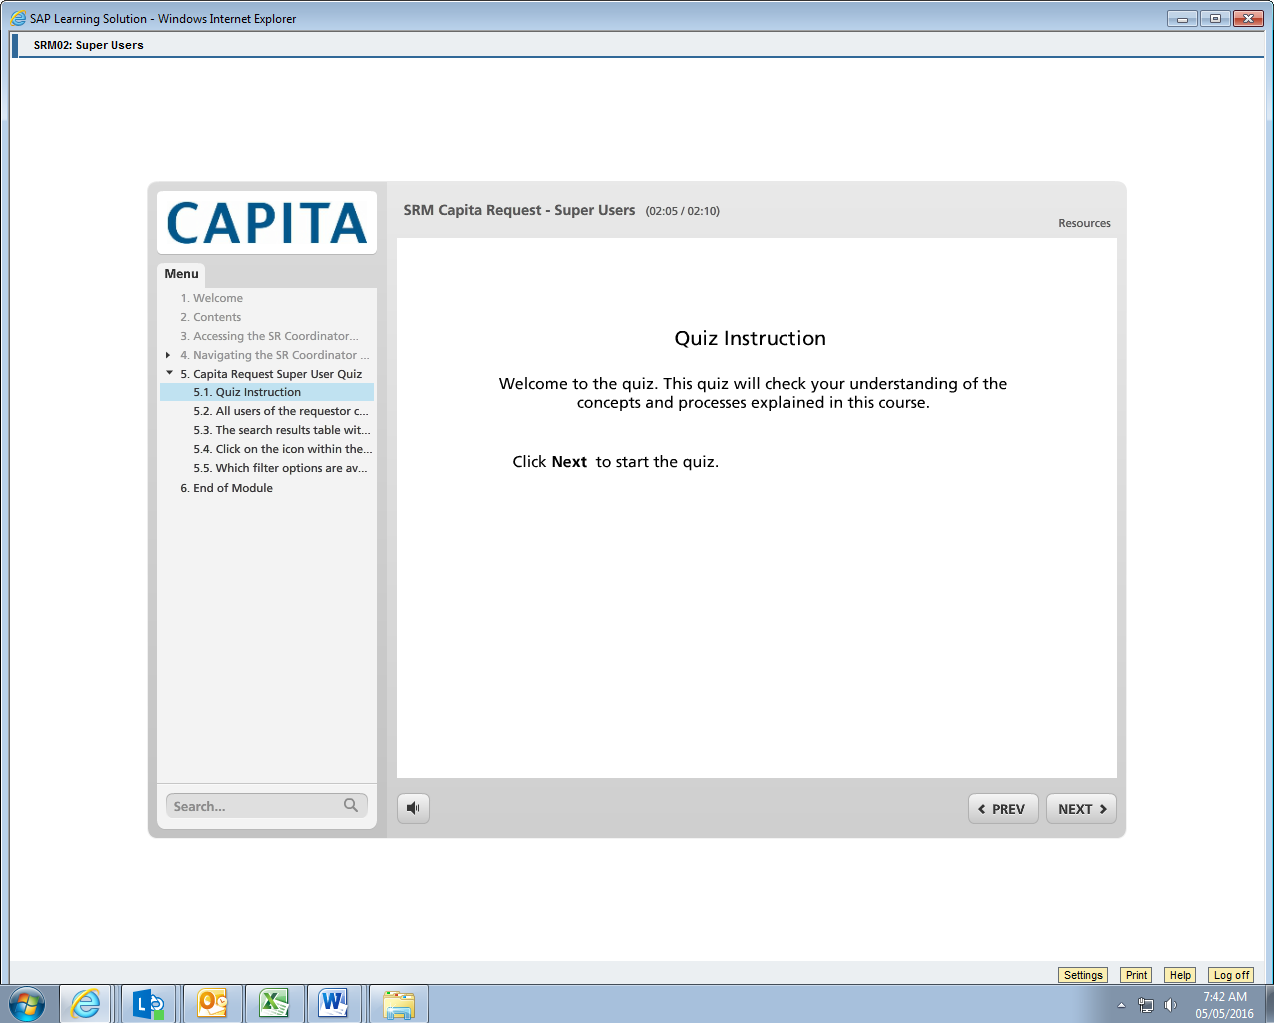 SAP Learning Solution - Windows Internet Explorer
SRM02: Super Users
CAPITA
SRM Capita Request - Super Users (02:05 / 02:10)
Resources
Menu
1. Welcome
2. Contents
3. Accessing the SR Coordinator...
4. Navigating the SR Coordinator ...
5. Capita Request Super User Quiz
5.1. Quiz Instruction
5.2. All users of the requestor c...
5.3. The search results table wit...
5.4. Click on the icon within the...
5.5. Which filter options are av...
6. End of Module
Quiz Instruction
Welcome to the quiz. This quiz will check your understanding of the
concepts and processes explained in this course.
Click Next to start the quiz.
Search...
PREV
NEXT
Settings
Print
Help
Log off
7:42 AM
05/05/2016